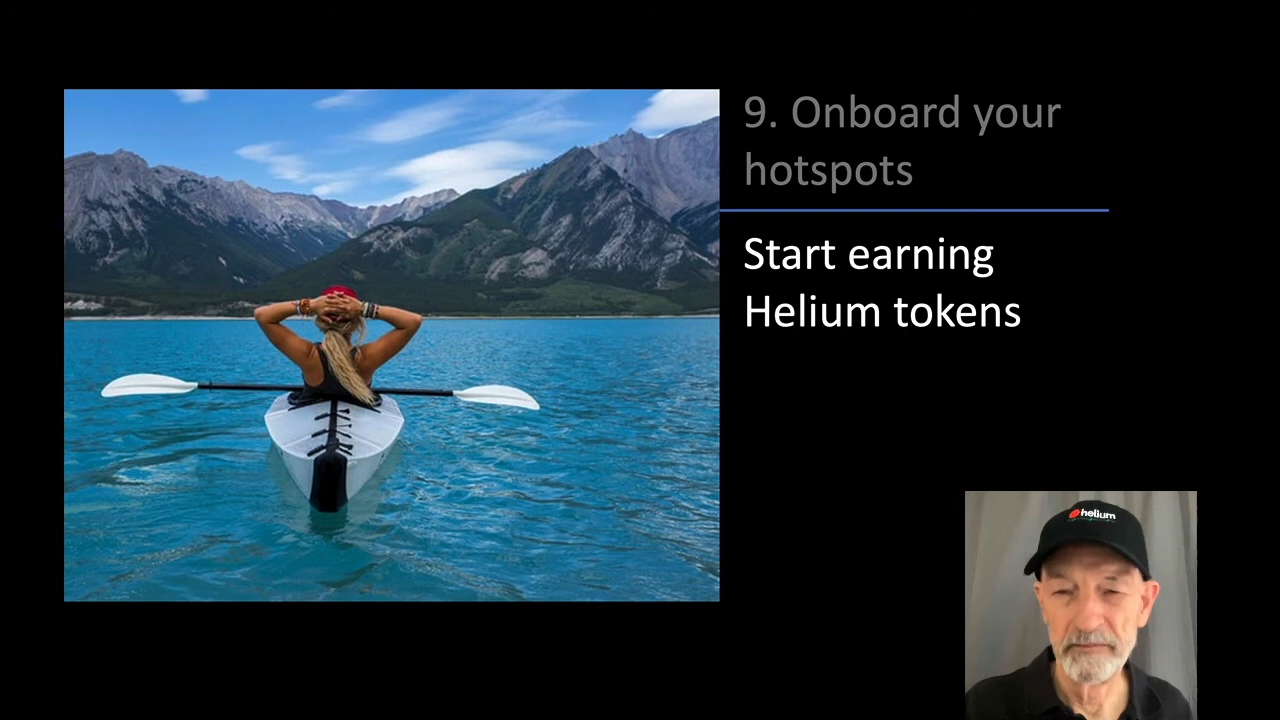 9. Onboard your
hotspots
Start earning
Helium tokens
helium